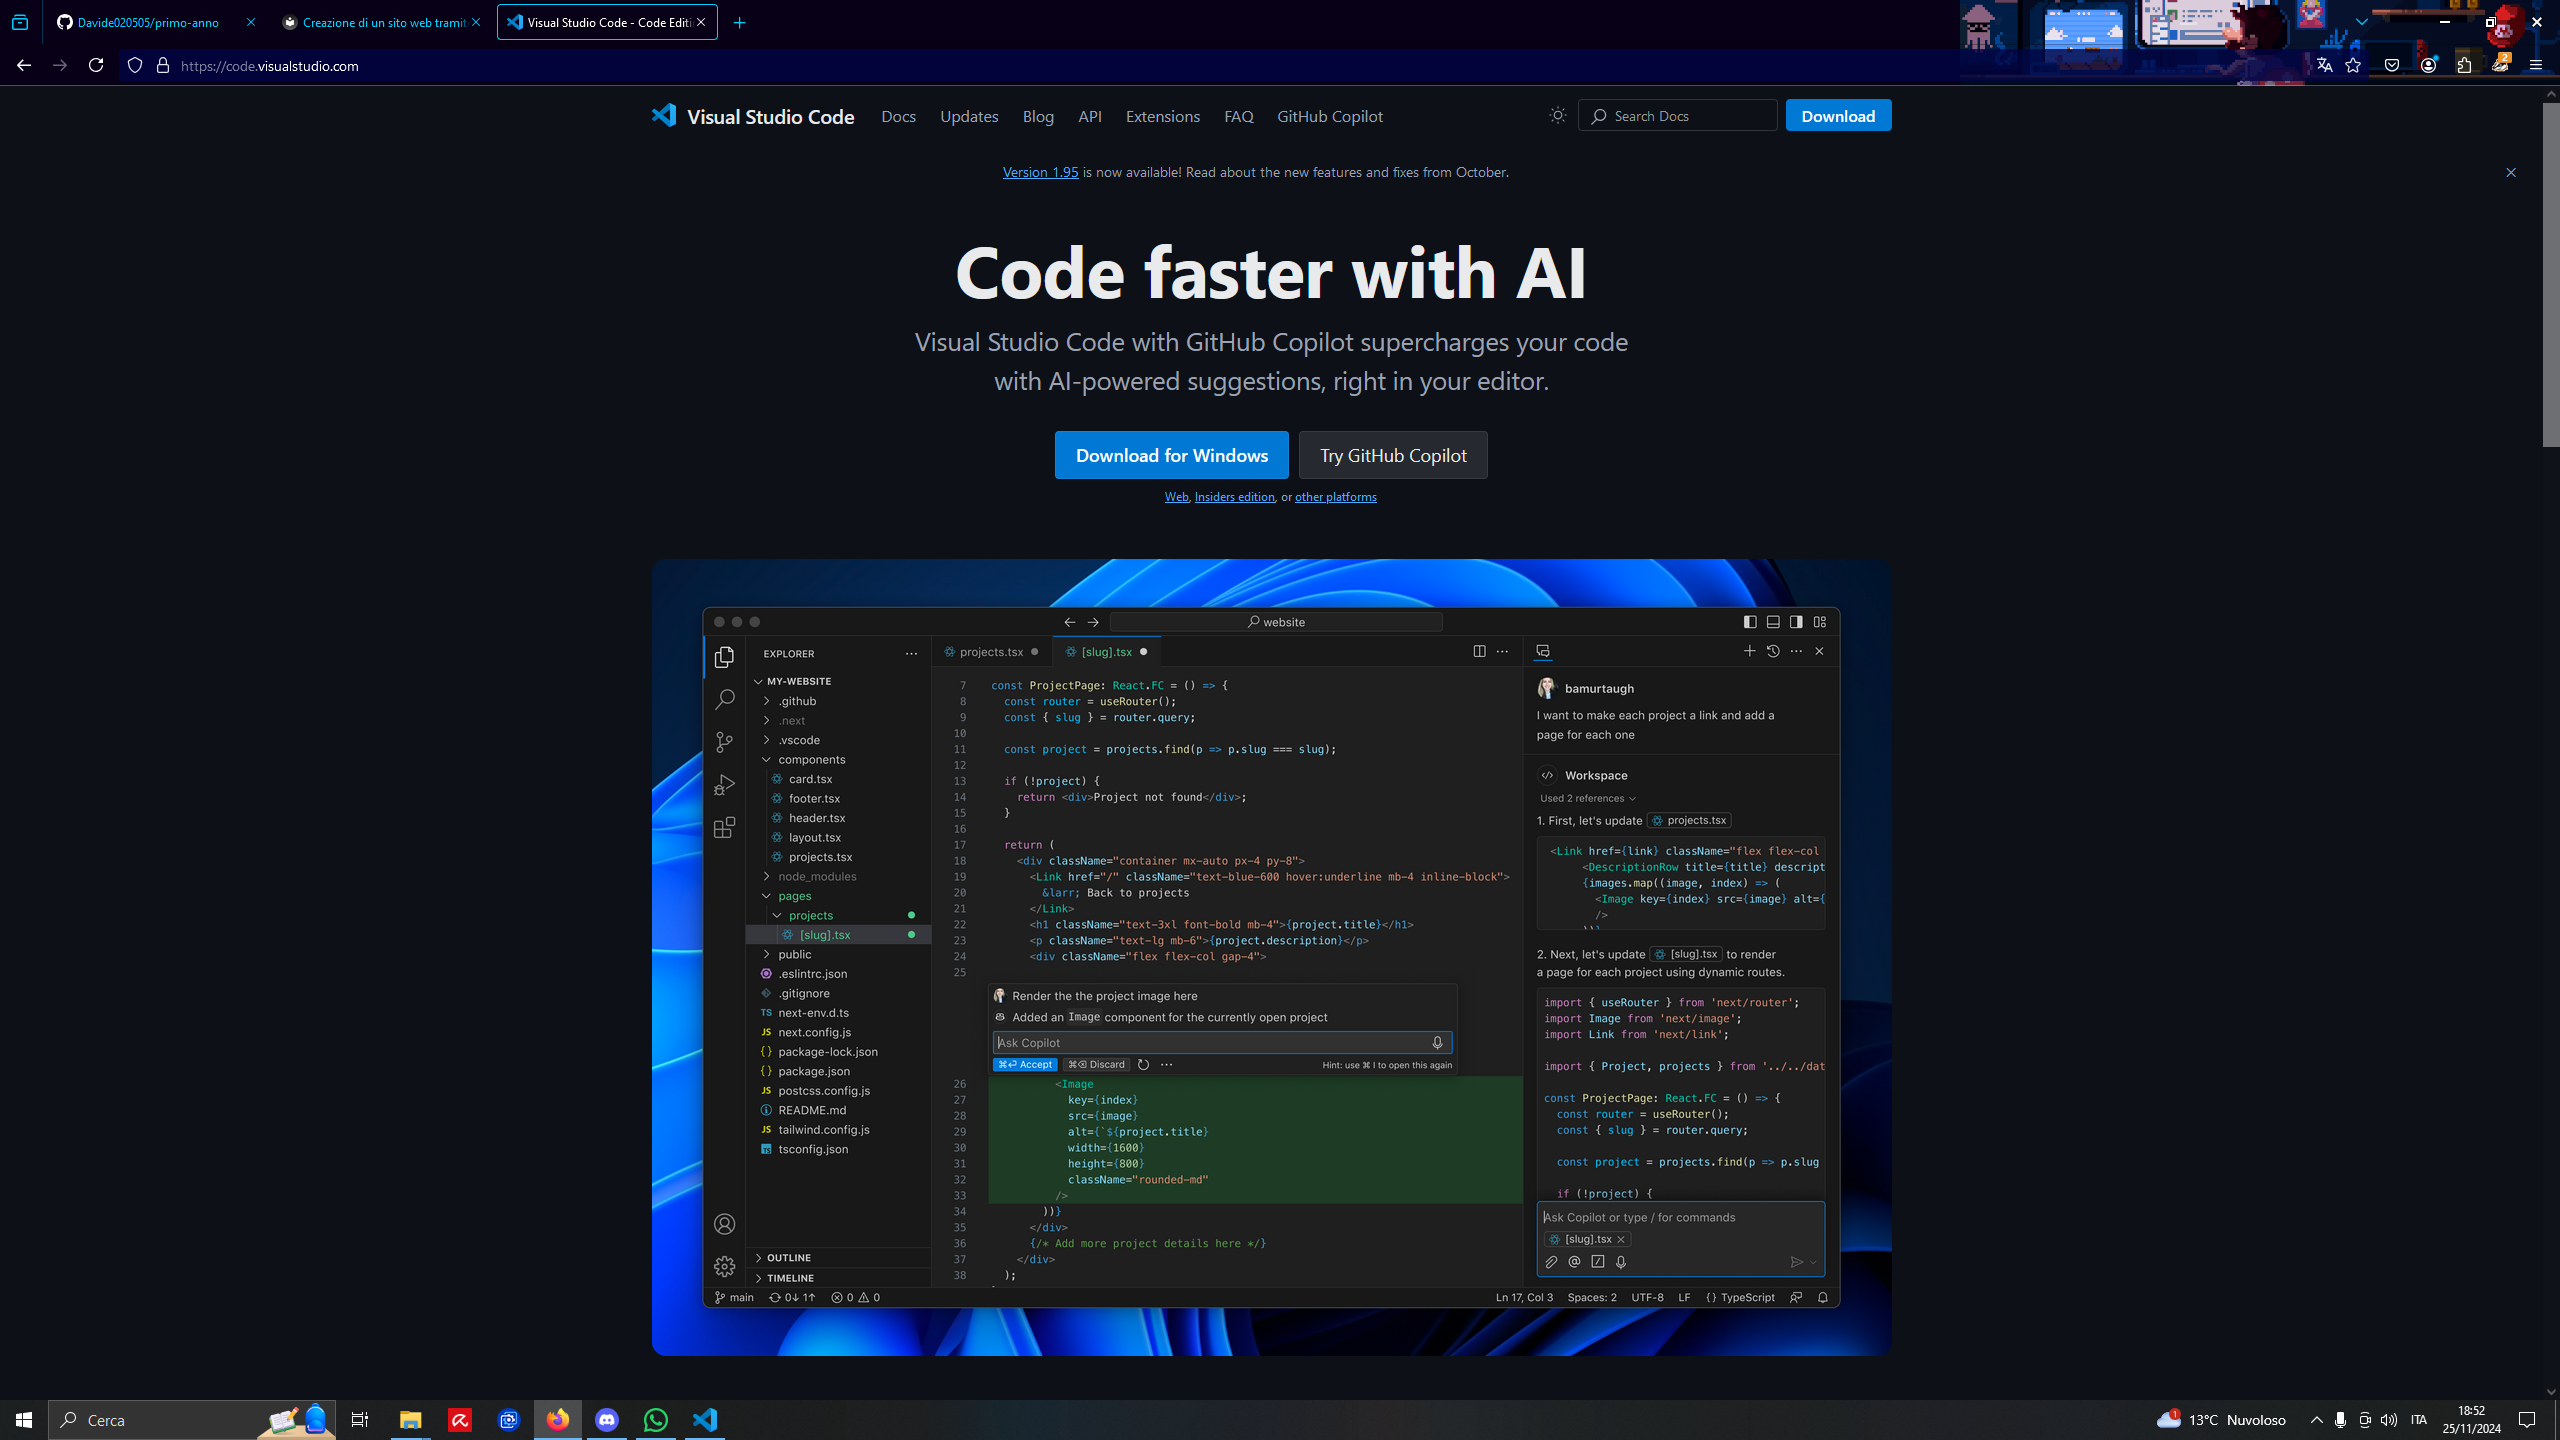 Davide020505/primo-anno
Creazione di un sito web tramit
Visual Studio Code - Code Editi
https://code.visualstudio.com
2
Visual Studio Code
Docs
Updates
Blog
API
Extensions
FAQ
GitHub Copilot
Search Docs
Download
Version 1.95 is now available! Read about the new features and fixes from October.
Code faster with AI
Visual Studio Code with GitHub Copilot supercharges your code
with AI-powered suggestions, right in your editor.
Download for Windows
Try GitHub Copilot
Web, Insiders edition, or other platforms
website
EXPLORER
MY-WEBSITE
.github
.next
.vscode
components
card.tsx
footer.tsx
header.tsx
layout.tsx
projects.tsx
node_modules
pages
projects
[slug].tsx
public
.eslintrc.json
.gitignore
TS next-env.d.ts
JS next.config.js
{} package-lock.json
{} package.json
JS postcss.config.js
README.md
JS tailwind.config.js
TS tsconfig.json
OUTLINE
TIMELINE
projects.tsx
[slug].tsx
7 const ProjectPage: React.FC = () => {
8 const router = useRouter();
9 const { slug } = router.query;
10
11 const project = projects.find(p => p.slug === slug);
12
13 if (!project) {
14 return <div>Project not found</div>;
15 }
16
17 return (
18 <div className="container mx-auto px-4 py-8">
19 <Link href="/" className="text-blue-600 hover:underline mb-4 inline-block">
20 &larr; Back to projects
21 </Link>
22 <h1 className="text-3xl font-bold mb-4">{project.title}</h1>
23 <p className="text-lg mb-6">{project.description}</p>
24 <div className="flex flex-col gap-4">
25
Render the the project image here
Added an Image component for the currently open project
Ask Copilot
⌘⏎ Accept
⌘⌫ Discard
Hint: use ⌘ I to open this again
26 <Image
27 key={index}
28 src={image}
29 alt={`${project.title}
30 width={1600}
31 height={800}
32 className="rounded-md"
33 />
34 ))}
35 </div>
36 {/* Add more project details here */}
37 </div>
38 );
bamurtaugh
I want to make each project a link and add a
page for each one
Workspace
Used 2 references
1. First, let's update projects.tsx
<Link href={link} className="flex flex-col
<DescriptionRow title={title} descript
{images.map((image, index) => (
<Image key={index} src={image} alt={
/>
))}
2. Next, let's update [slug].tsx to render
a page for each project using dynamic routes.
import { useRouter } from 'next/router';
import Image from 'next/image';
import Link from 'next/link';
import { Project, projects } from '../../dat
const ProjectPage: React.FC = () => {
const router = useRouter();
const { slug } = router.query;
const project = projects.find(p => p.slug
if (!project) {
Ask Copilot or type / for commands
[slug].tsx
main
0↓ 1↑
0
0
Ln 17, Col 3
Spaces: 2
UTF-8
LF
{} TypeScript
Cerca
1
13°C Nuvoloso
ITA
18:52
25/11/2024